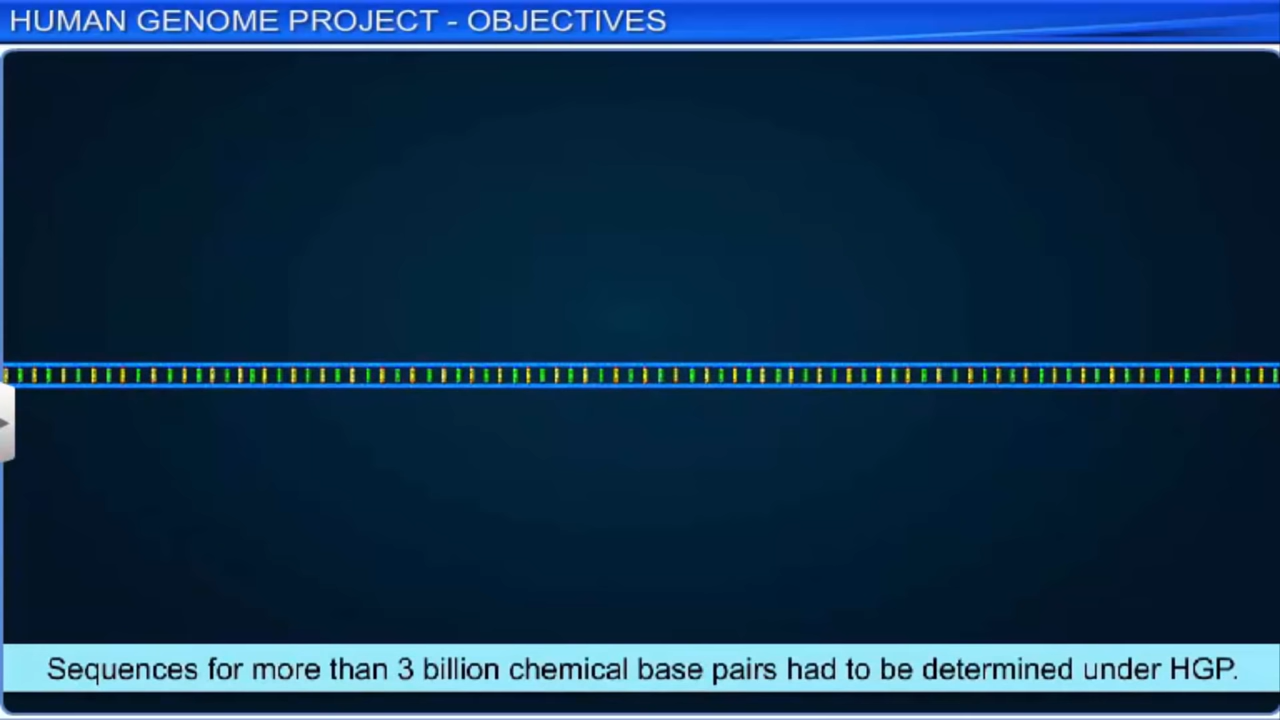 HUMAN GENOME PROJECT - OBJECTIVES
Sequences for more than 3 billion chemical base pairs had to be determined under HGP.